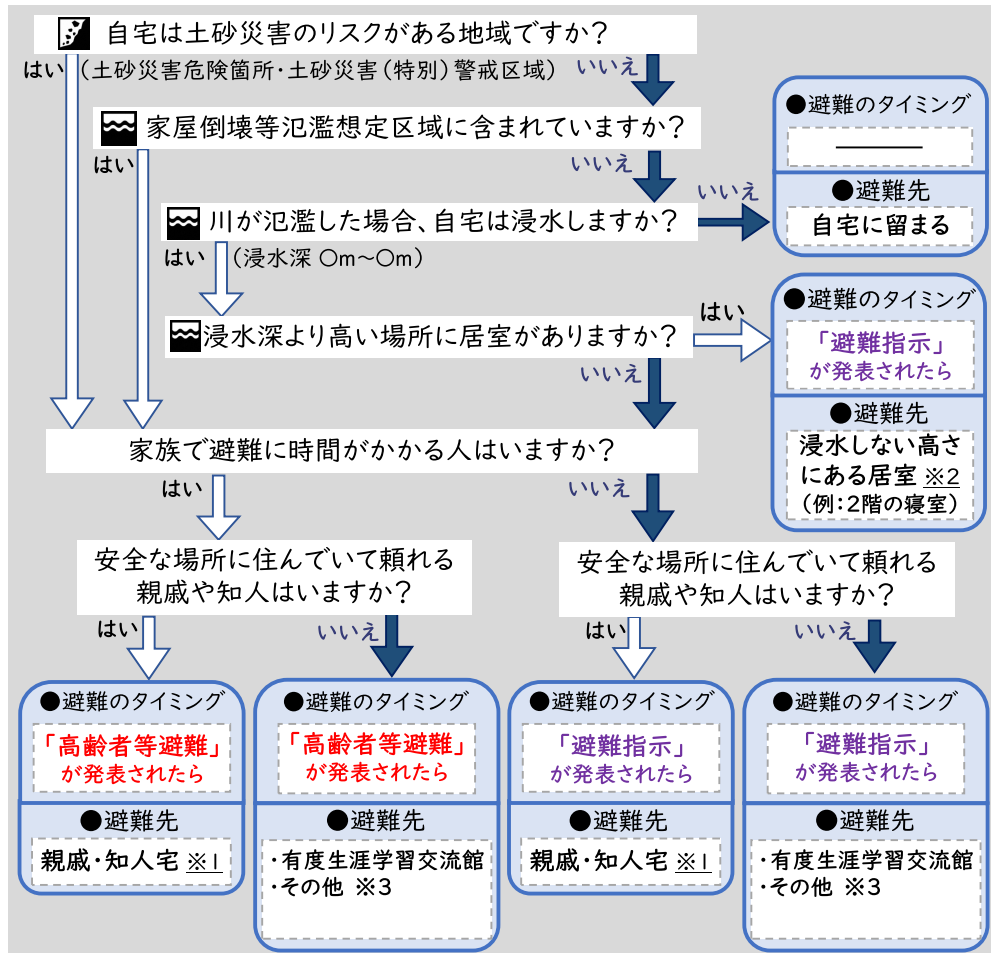 自宅は土砂災害のリスクがある地域ですか？
はい
（土砂災害危険箇所・土砂災害（特別）警戒区域）
いいえ
家屋倒壊等氾濫想定区域に含まれていますか？
はい
いいえ
川が氾濫した場合、自宅は浸水しますか？
いいえ
はい
（浸水深 〇m～〇m）
●避難のタイミング
―――――
●避難先
自宅に留まる
浸水深より高い場所に居室がありますか？
はい
いいえ
●避難のタイミング
「避難指示」
が発表されたら
●避難先
浸水しない高さ
にある居室 ※2
（例：2階の寝室）
家族で避難に時間がかかる人はいますか？
はい
いいえ
安全な場所に住んでいて頼れる
親戚や知人はいますか？
はい
いいえ
安全な場所に住んでいて頼れる
親戚や知人はいますか？
はい
いいえ
●避難のタイミング
「高齢者等避難」
が発表されたら
●避難先
親戚・知人宅 ※1
●避難のタイミング
「高齢者等避難」
が発表されたら
●避難先
・有度生涯学習交流館
・その他 ※3
●避難のタイミング
「避難指示」
が発表されたら
●避難先
親戚・知人宅 ※1
●避難のタイミング
「避難指示」
が発表されたら
●避難先
・有度生涯学習交流館
・その他 ※3